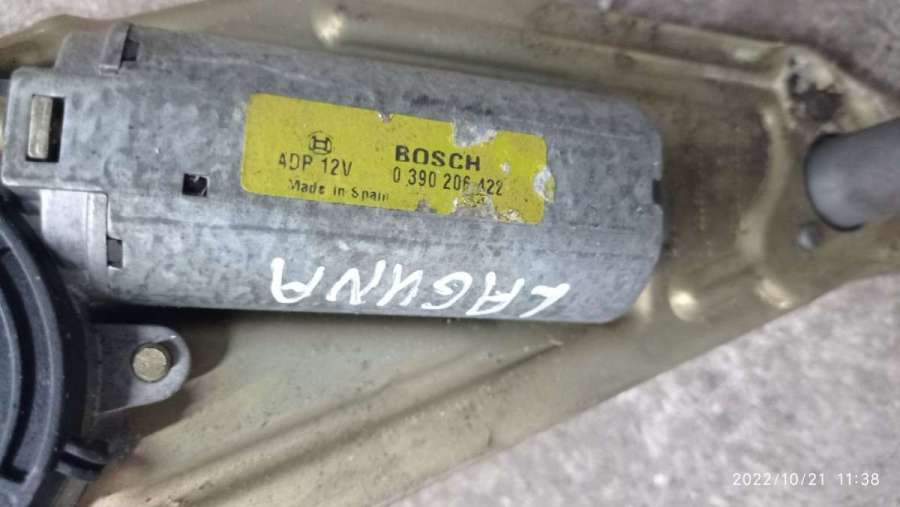 BOSCH
ADP 12V 0 390 206 422
Made in Spain
LAGUNA
2022/10/21 11:38